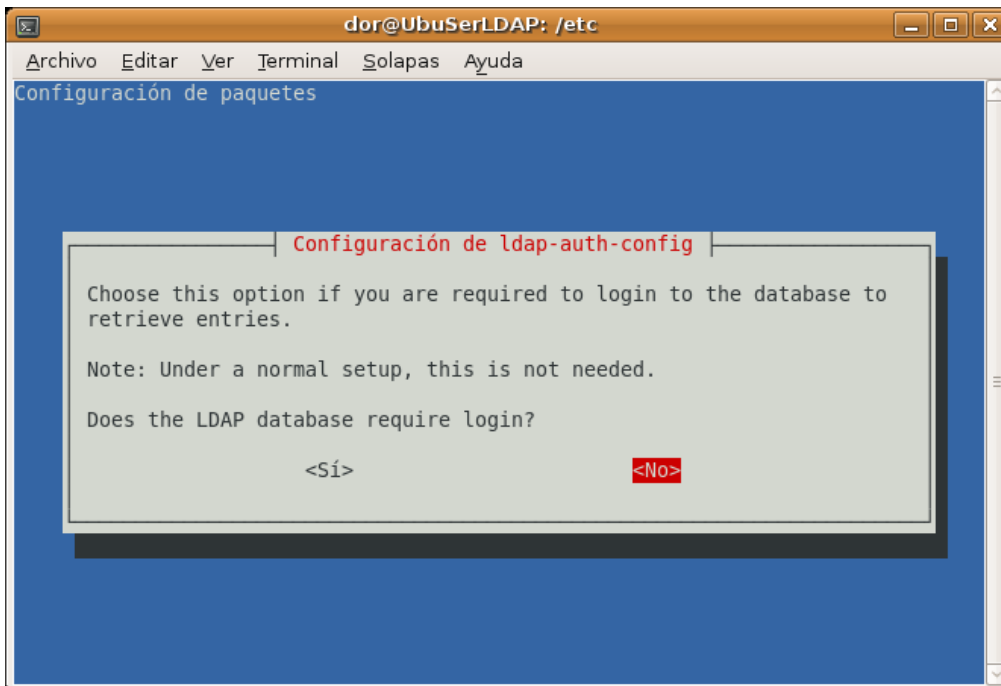 dor@UbuSerLDAP: /etc
Archivo Editar Ver Terminal Solapas Ayuda
Configuración de paquetes
Configuración de ldap-auth-config
Choose this option if you are required to login to the database to
retrieve entries.
Note: Under a normal setup, this is not needed.
Does the LDAP database require login?
<Sí> <No>